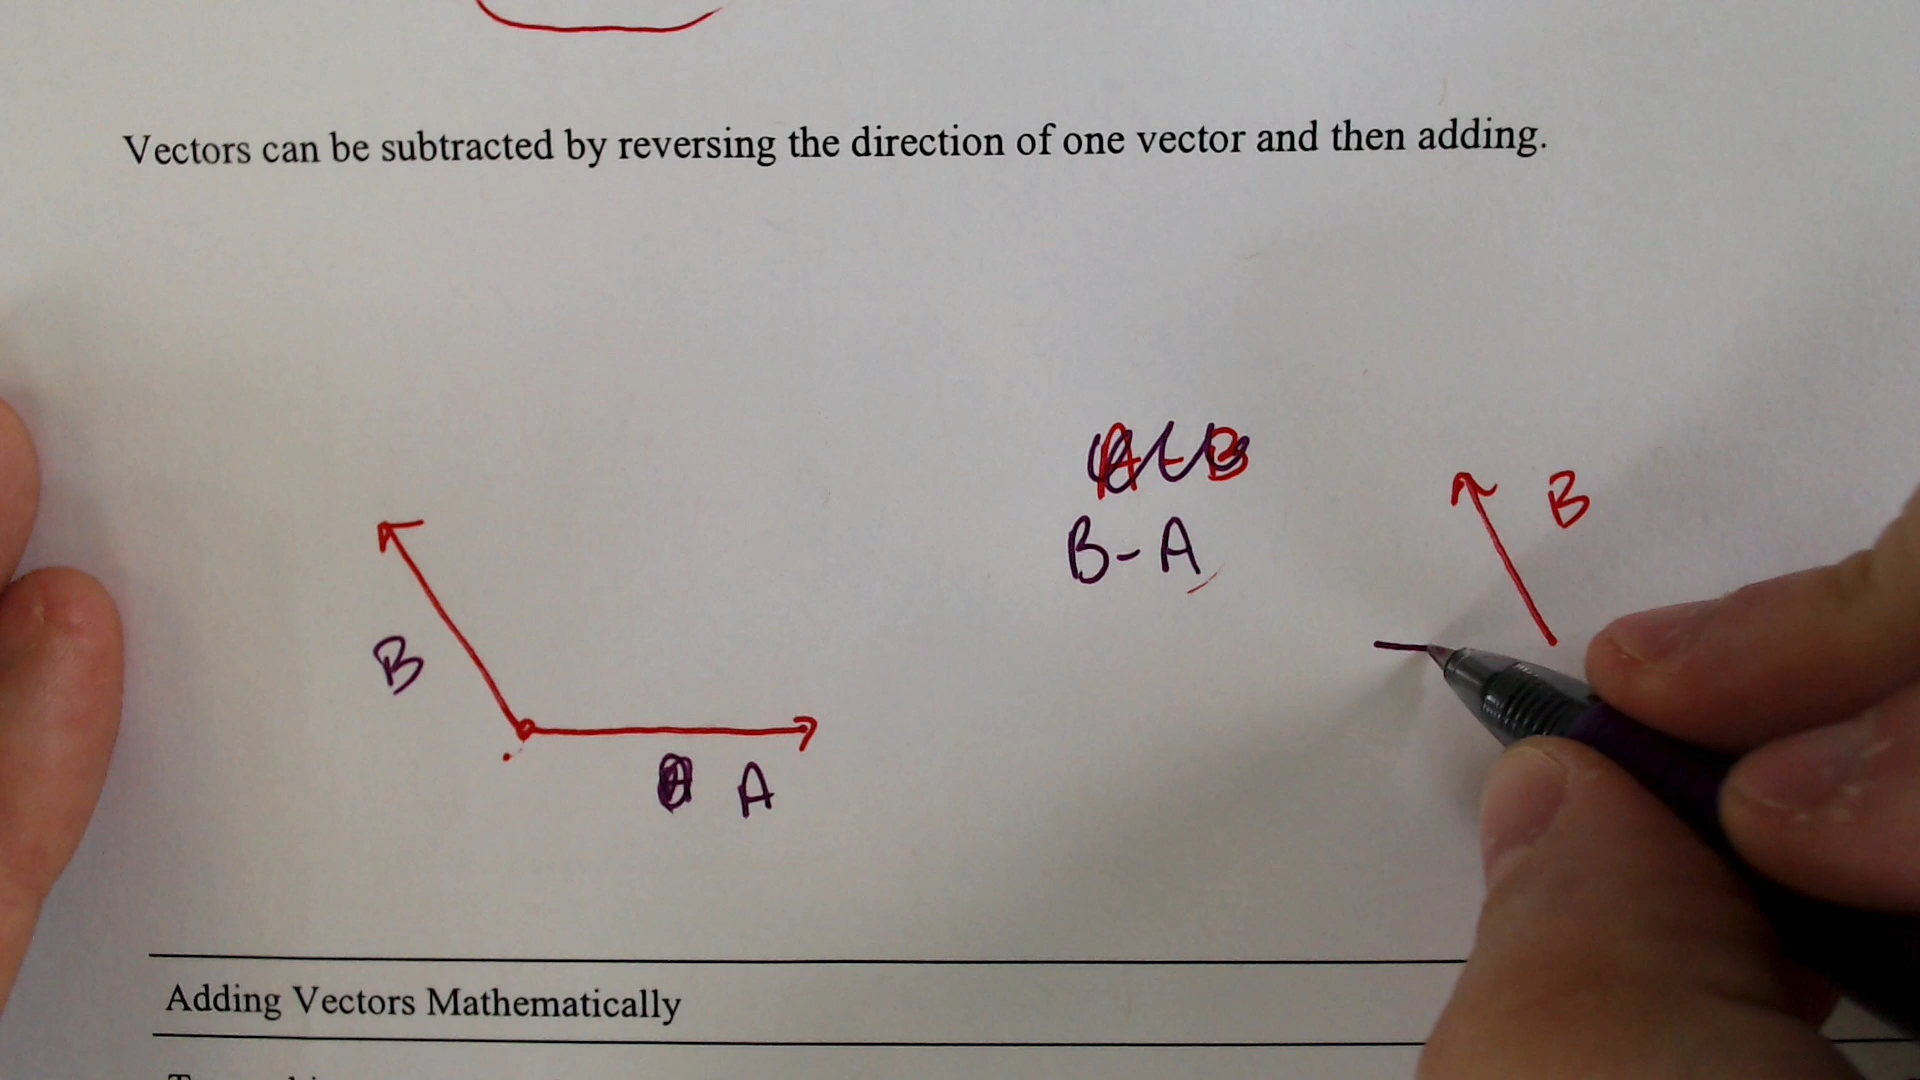 Vectors can be subtracted by reversing the direction of one vector and then adding.
B - A
B
B
A
Adding Vectors Mathematically